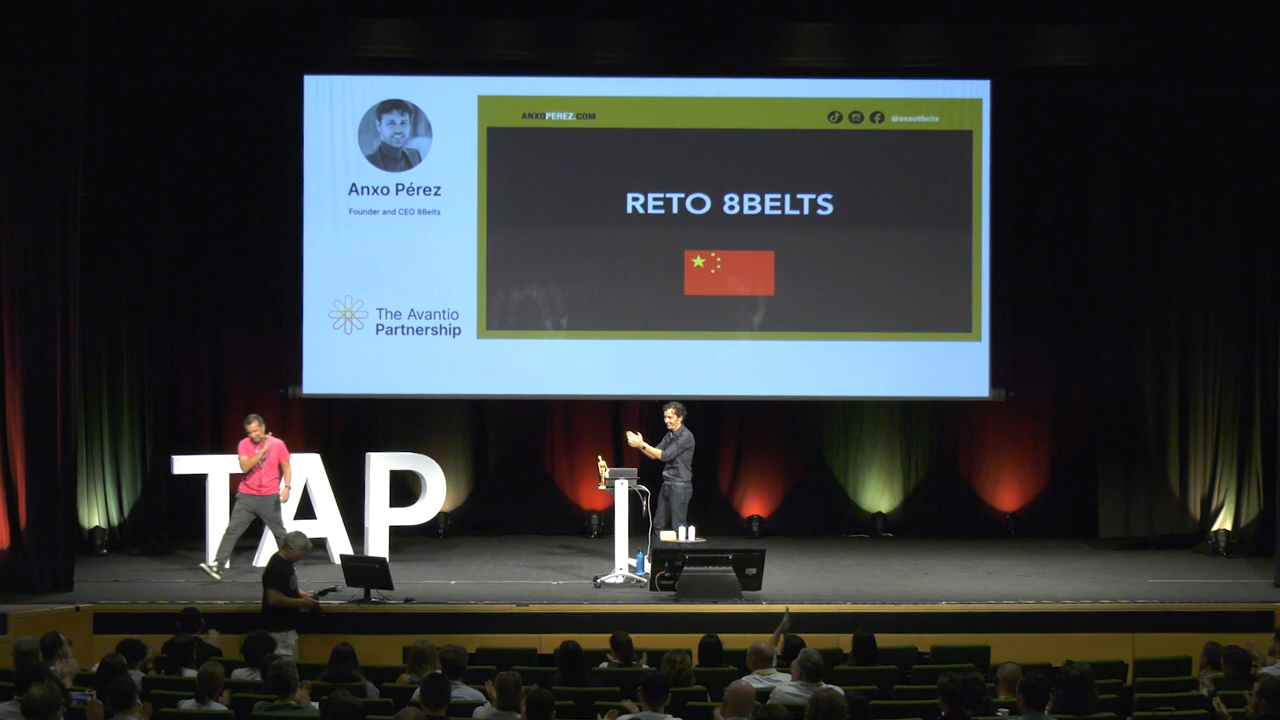 Anxo Pérez
Founder and CEO 8Belts
The Avantio
Partnership
ANXOPEREZ.COM
@anxo8belts
RETO 8BELTS
TAP